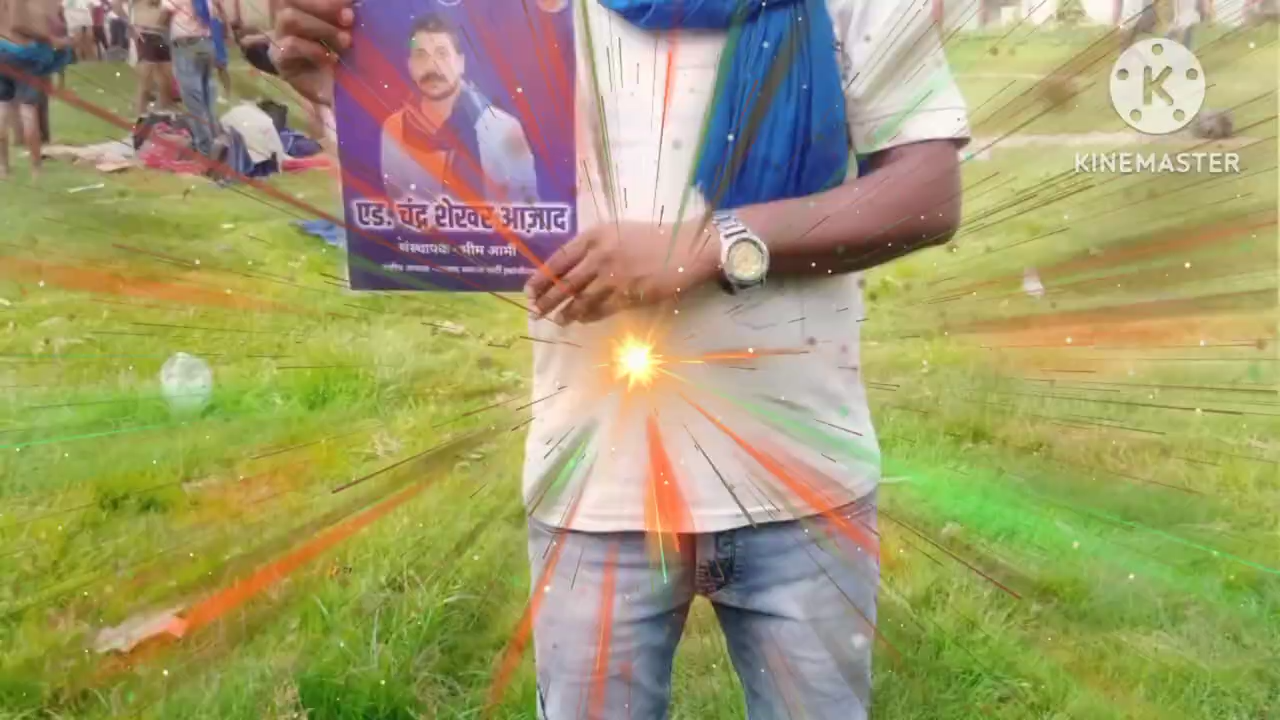 एड. चंद्र शेखर आज़ाद
संस्थापक - भीम आर्मी
K
KINEMASTER